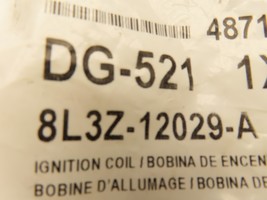 4871
DG-521 1X
8L3Z-12029-A
IGNITION COIL / BOBINA DE ENCEN
BOBINE D'ALLUMAGE / BOBINA DE